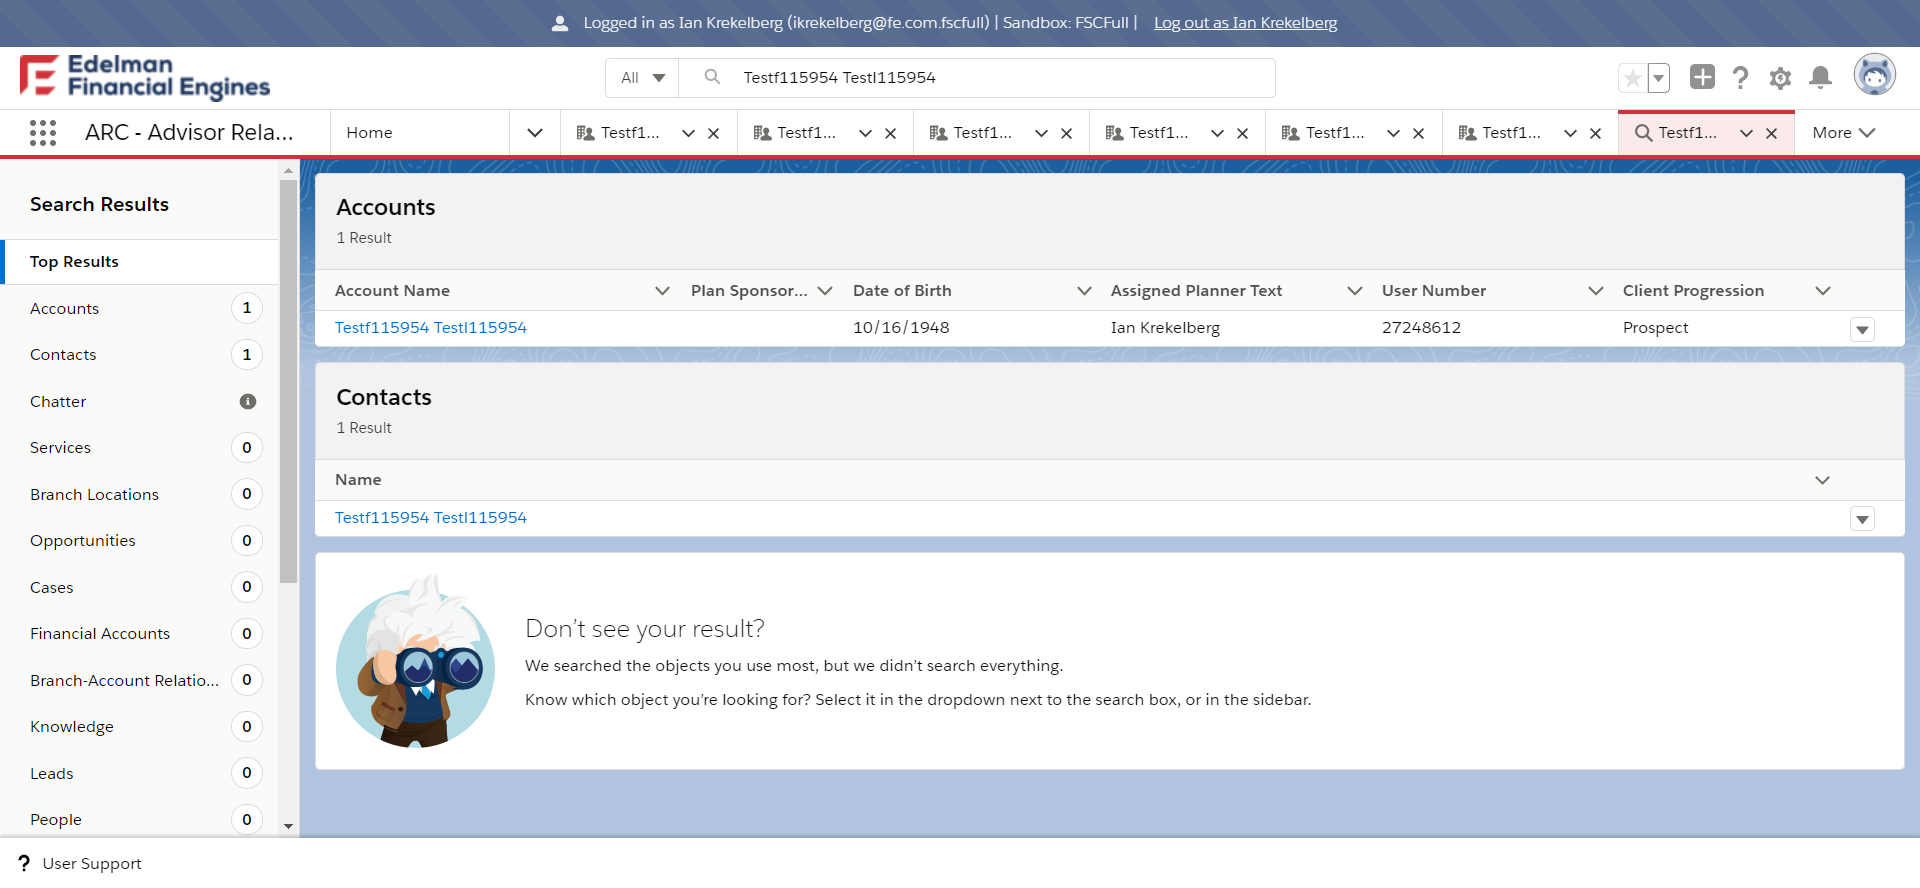 Logged in as Ian Krekelberg (ikrekelberg@fe.com.fscfull) | Sandbox: FSCFull | Log out as Ian Krekelberg
Edelman
Financial Engines
All
Testf115954 Testl115954
ARC - Advisor Rela...
Home
Testf1...
Testf1...
Testf1...
Testf1...
Testf1...
Testf1...
Testf1...
More
Search Results
Top Results
Accounts 1
Contacts 1
Chatter
Services 0
Branch Locations 0
Opportunities 0
Cases 0
Financial Accounts 0
Branch-Account Relatio... 0
Knowledge 0
Leads 0
People 0
Accounts
1 Result
Account Name Plan Sponsor... Date of Birth Assigned Planner Text User Number Client Progression
Testf115954 Testl115954 10/16/1948 Ian Krekelberg 27248612 Prospect
Contacts
1 Result
Name
Testf115954 Testl115954
Don't see your result?
We searched the objects you use most, but we didn't search everything.
Know which object you're looking for? Select it in the dropdown next to the search box, or in the sidebar.
? User Support